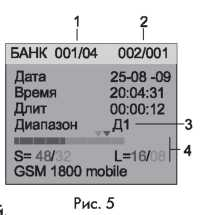 1 2
БАНК 001/04 002/001
Дата 25-08 -09
Время 20:04:31
Длит 00:00:12
Диапазон Д1 3
S= 48/32 L=16/08 4
GSM 1800 mobile
й.
Рис. 5